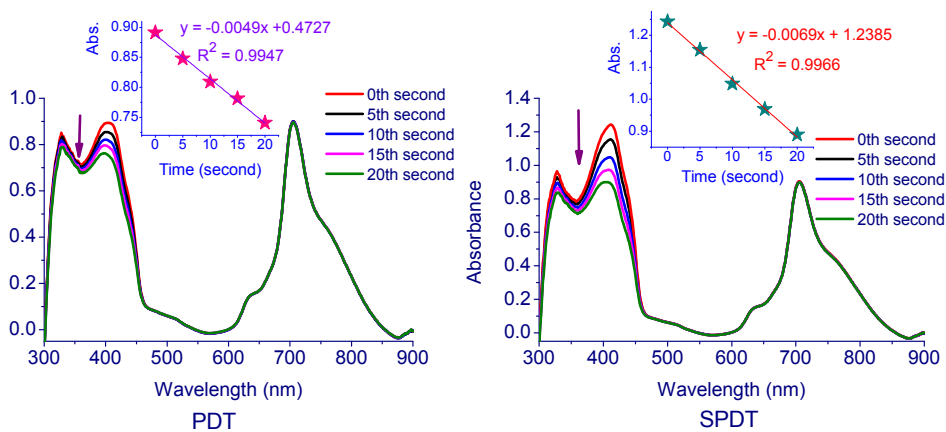 y = -0.0049x +0.4727
R² = 0.9947
Abs.
0.90
0.85
0.80
0.75
0 5 10 15 20
Time (second)
0th second
5th second
10th second
15th second
20th second
1.0
0.8
0.6
0.4
0.2
0.0
300 400 500 600 700 800 900
Wavelength (nm)
PDT
y = -0.0069x + 1.2385
R² = 0.9966
Abs.
1.2
1.1
1.0
0.9
0 5 10 15 20
Time (second)
0th second
5th second
10th second
15th second
20th second
Absorbance
1.4
1.2
1.0
0.8
0.6
0.4
0.2
0.0
300 400 500 600 700 800 900
Wavelength (nm)
SPDT